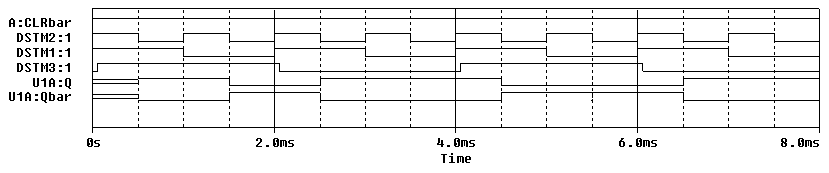 A:CLRbar
DSTM2:1
DSTM1:1
DSTM3:1
U1A:Q
U1A:Qbar
0s 2.0ms 4.0ms 6.0ms 8.0ms
Time